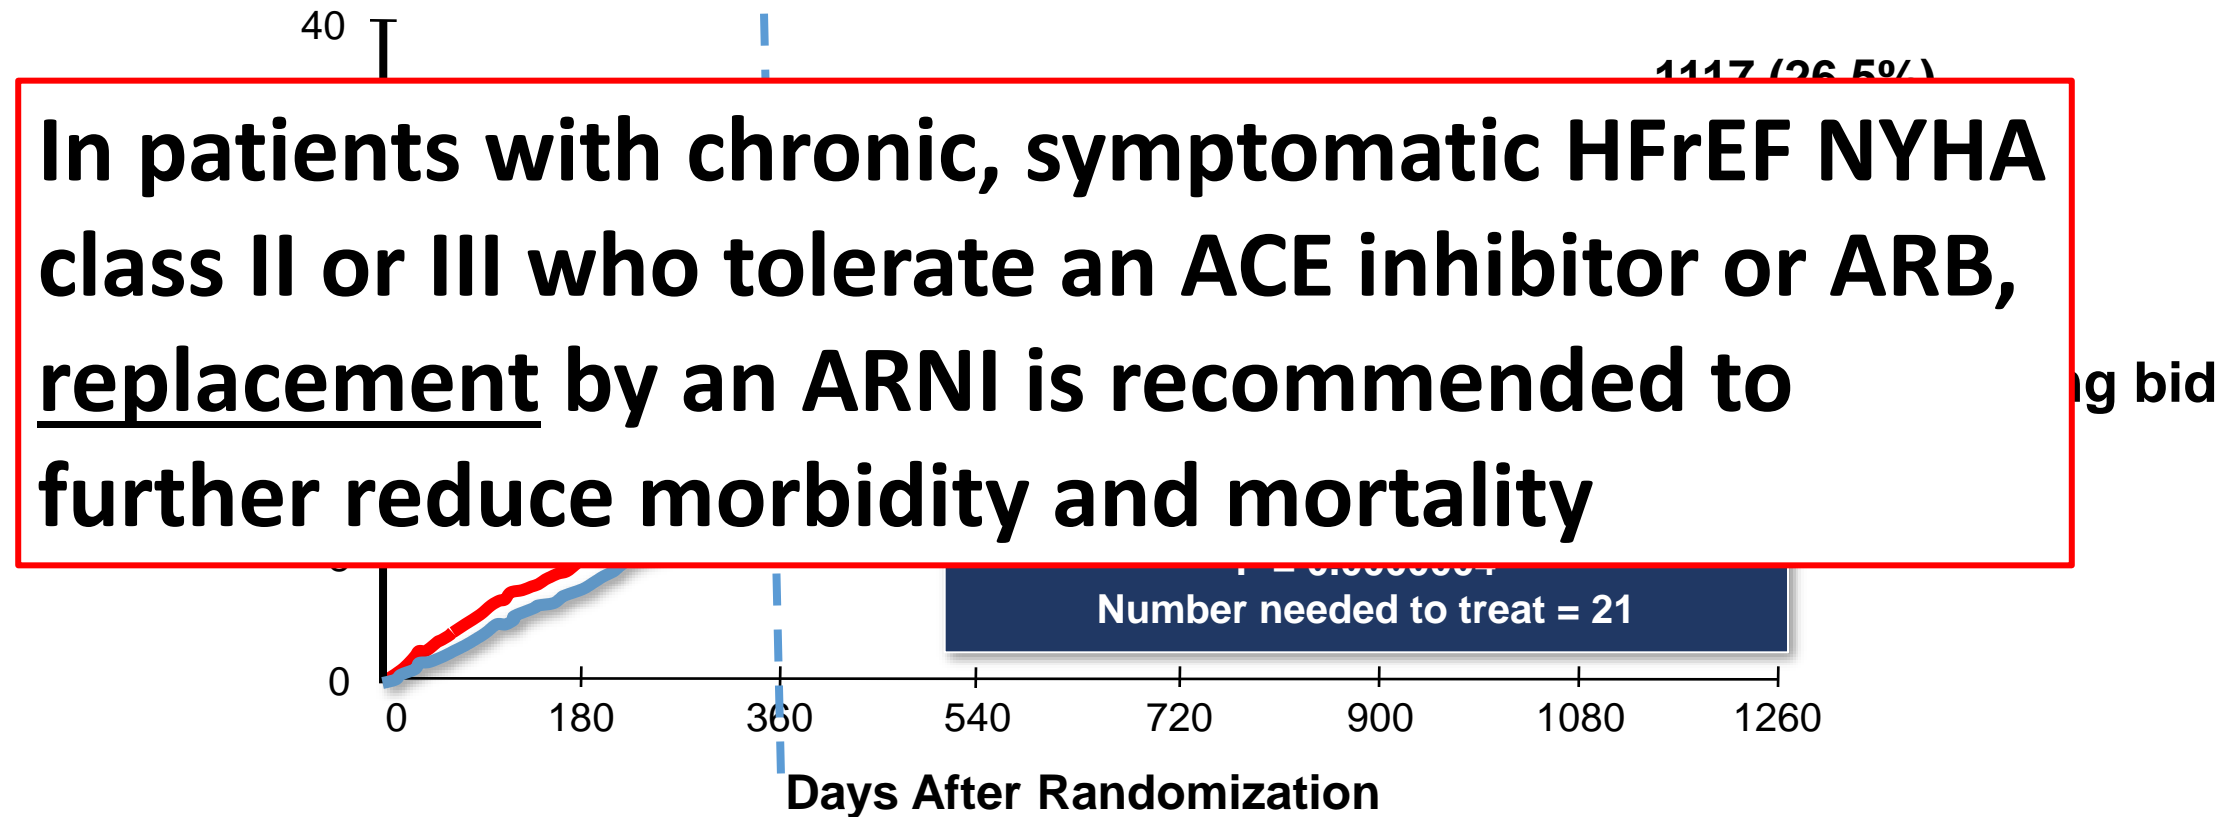 40
1117 (26.5%)
In patients with chronic, symptomatic HFrEF NYHA
class II or III who tolerate an ACE inhibitor or ARB,
replacement by an ARNI is recommended to
further reduce morbidity and mortality
bid
Number needed to treat = 21
0
0 180 360 540 720 900 1080 1260
Days After Randomization